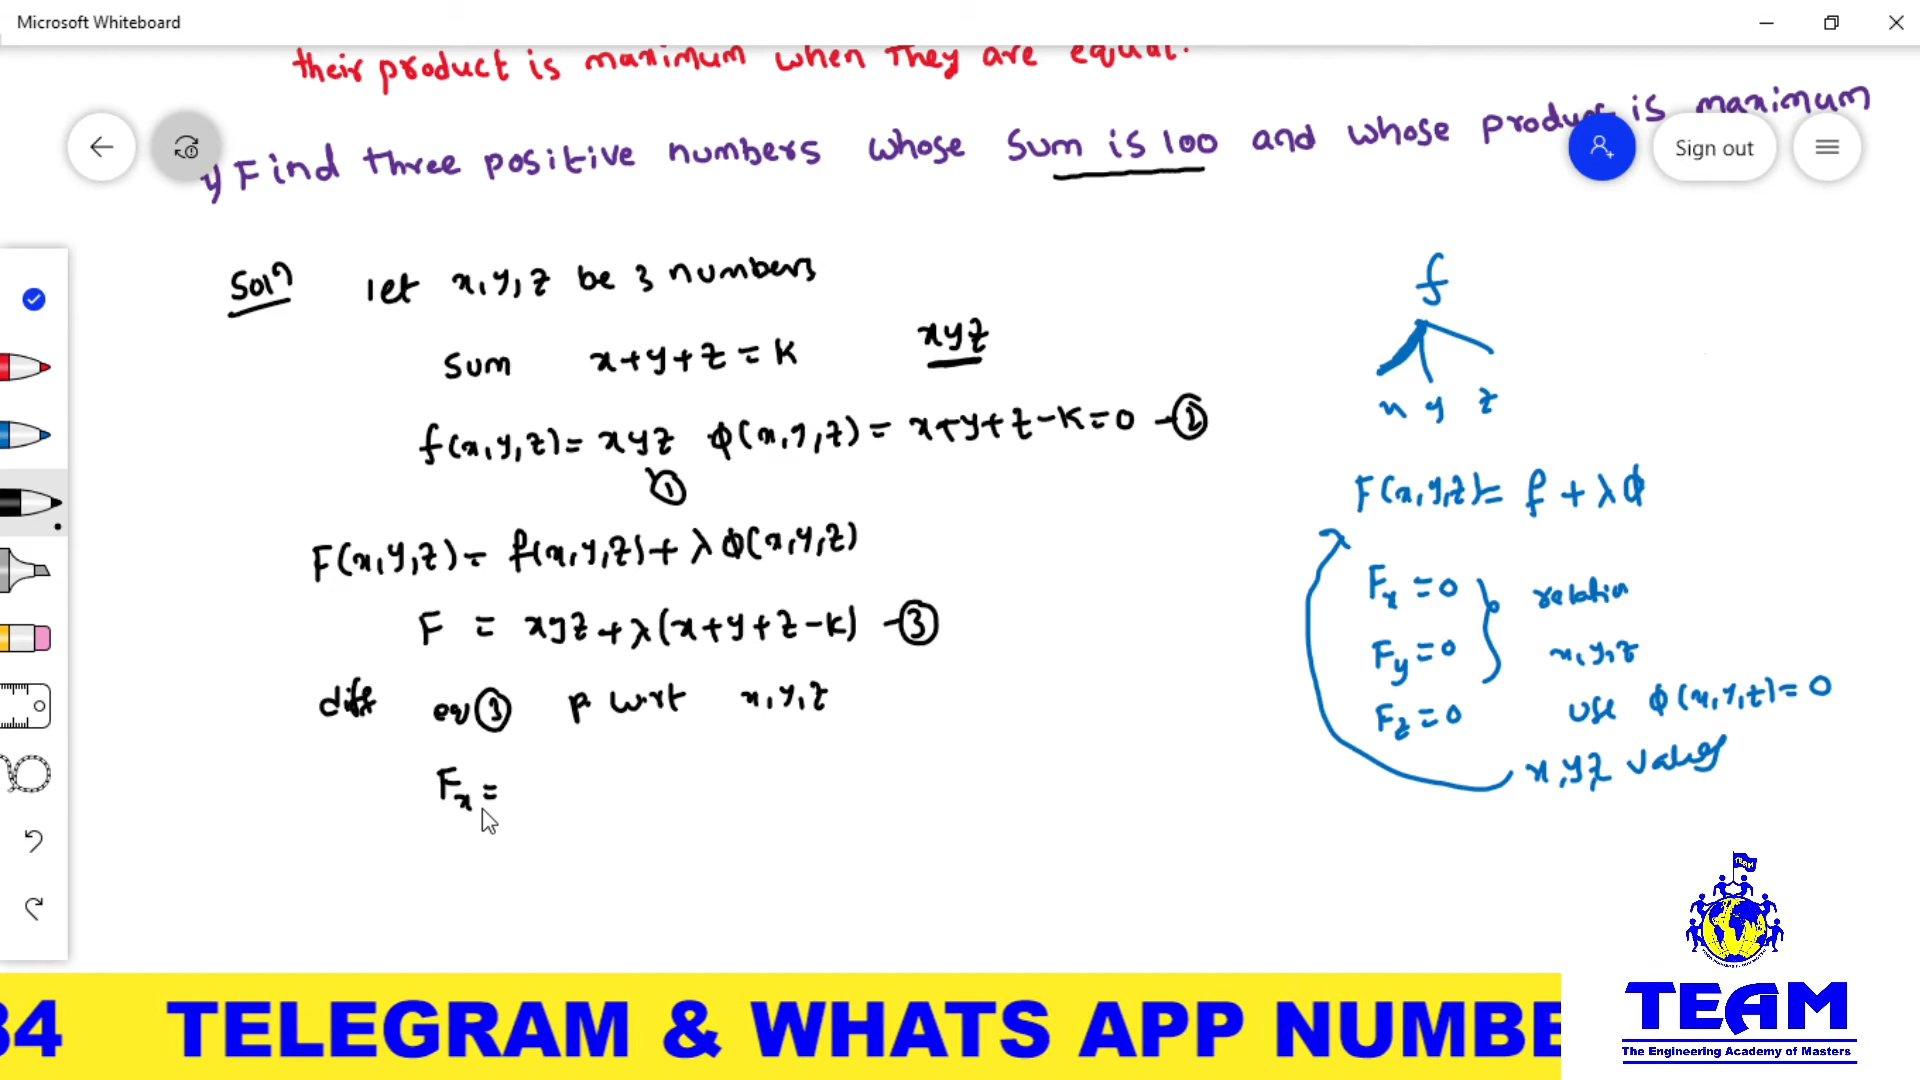 Microsoft Whiteboard
their product is maximum when they are equal.
y) Find three positive numbers whose sum is 100 and whose product is maximum
Sign out
Soln let x,y,z be 3 numbers
Sum x+y+z=k xyz
f(x,y,z)=xyz ϕ(x,y,z)=x+y+z-k=0 -②
①
F(x,y,z)=f(x,y,z)+λϕ(x,y,z)
F = xyz+λ(x+y+z-k) -③
diff eq③ p w.r.t x,y,z
Fx=
f
x y z
F(x,y,z)= f+λϕ
Fx=0 relation
Fy=0 x,y,z
Fz=0 use ϕ(x,y,z)=0
x,y,z values
34 TELEGRAM & WHATS APP NUMBE
TEAM
TEAM
The Engineering Academy of Masters